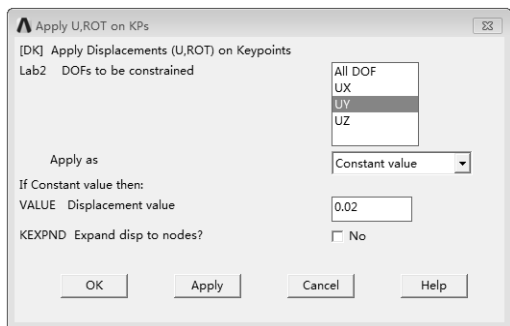 Apply U,ROT on KPs
[DK] Apply Displacements (U,ROT) on Keypoints
Lab2 DOFs to be constrained
All DOF
UX
UY
UZ
Apply as
Constant value
If Constant value then:
VALUE Displacement value
0.02
KEXPND Expand disp to nodes?
No
OK Apply Cancel Help